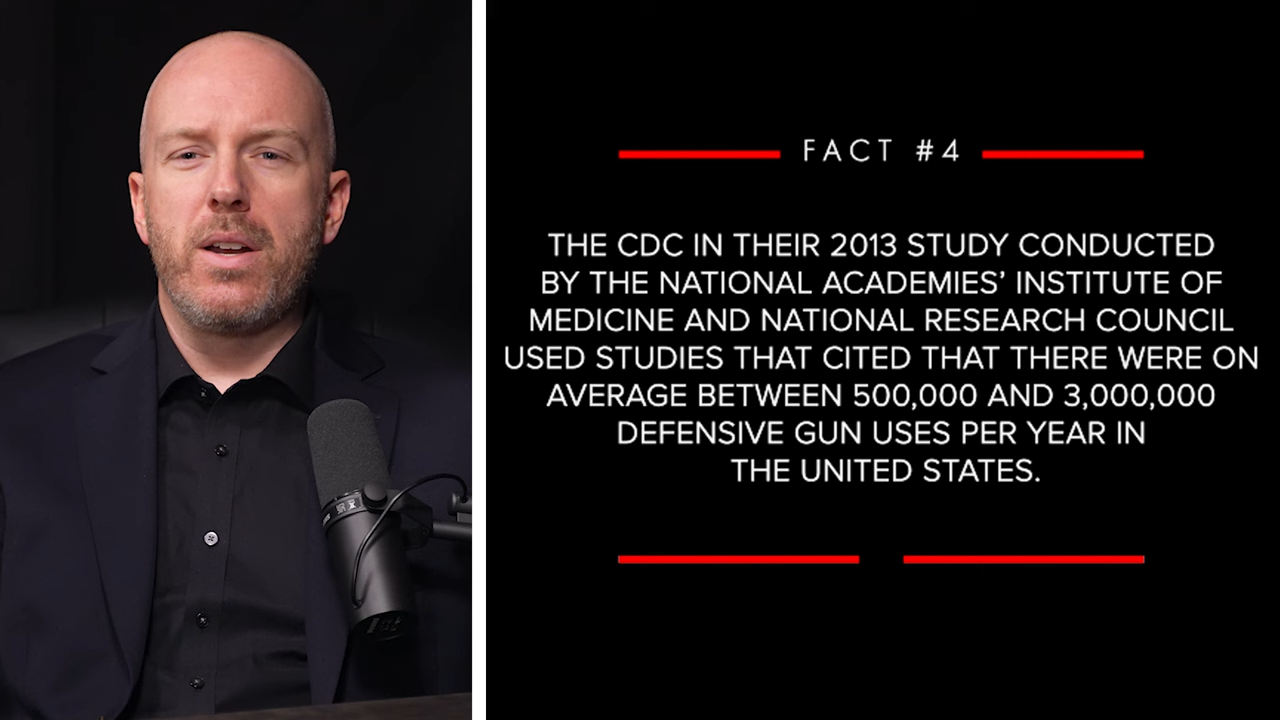 FACT #4
THE CDC IN THEIR 2013 STUDY CONDUCTED
BY THE NATIONAL ACADEMIES’ INSTITUTE OF
MEDICINE AND NATIONAL RESEARCH COUNCIL
USED STUDIES THAT CITED THAT THERE WERE ON
AVERAGE BETWEEN 500,000 AND 3,000,000
DEFENSIVE GUN USES PER YEAR IN
THE UNITED STATES.